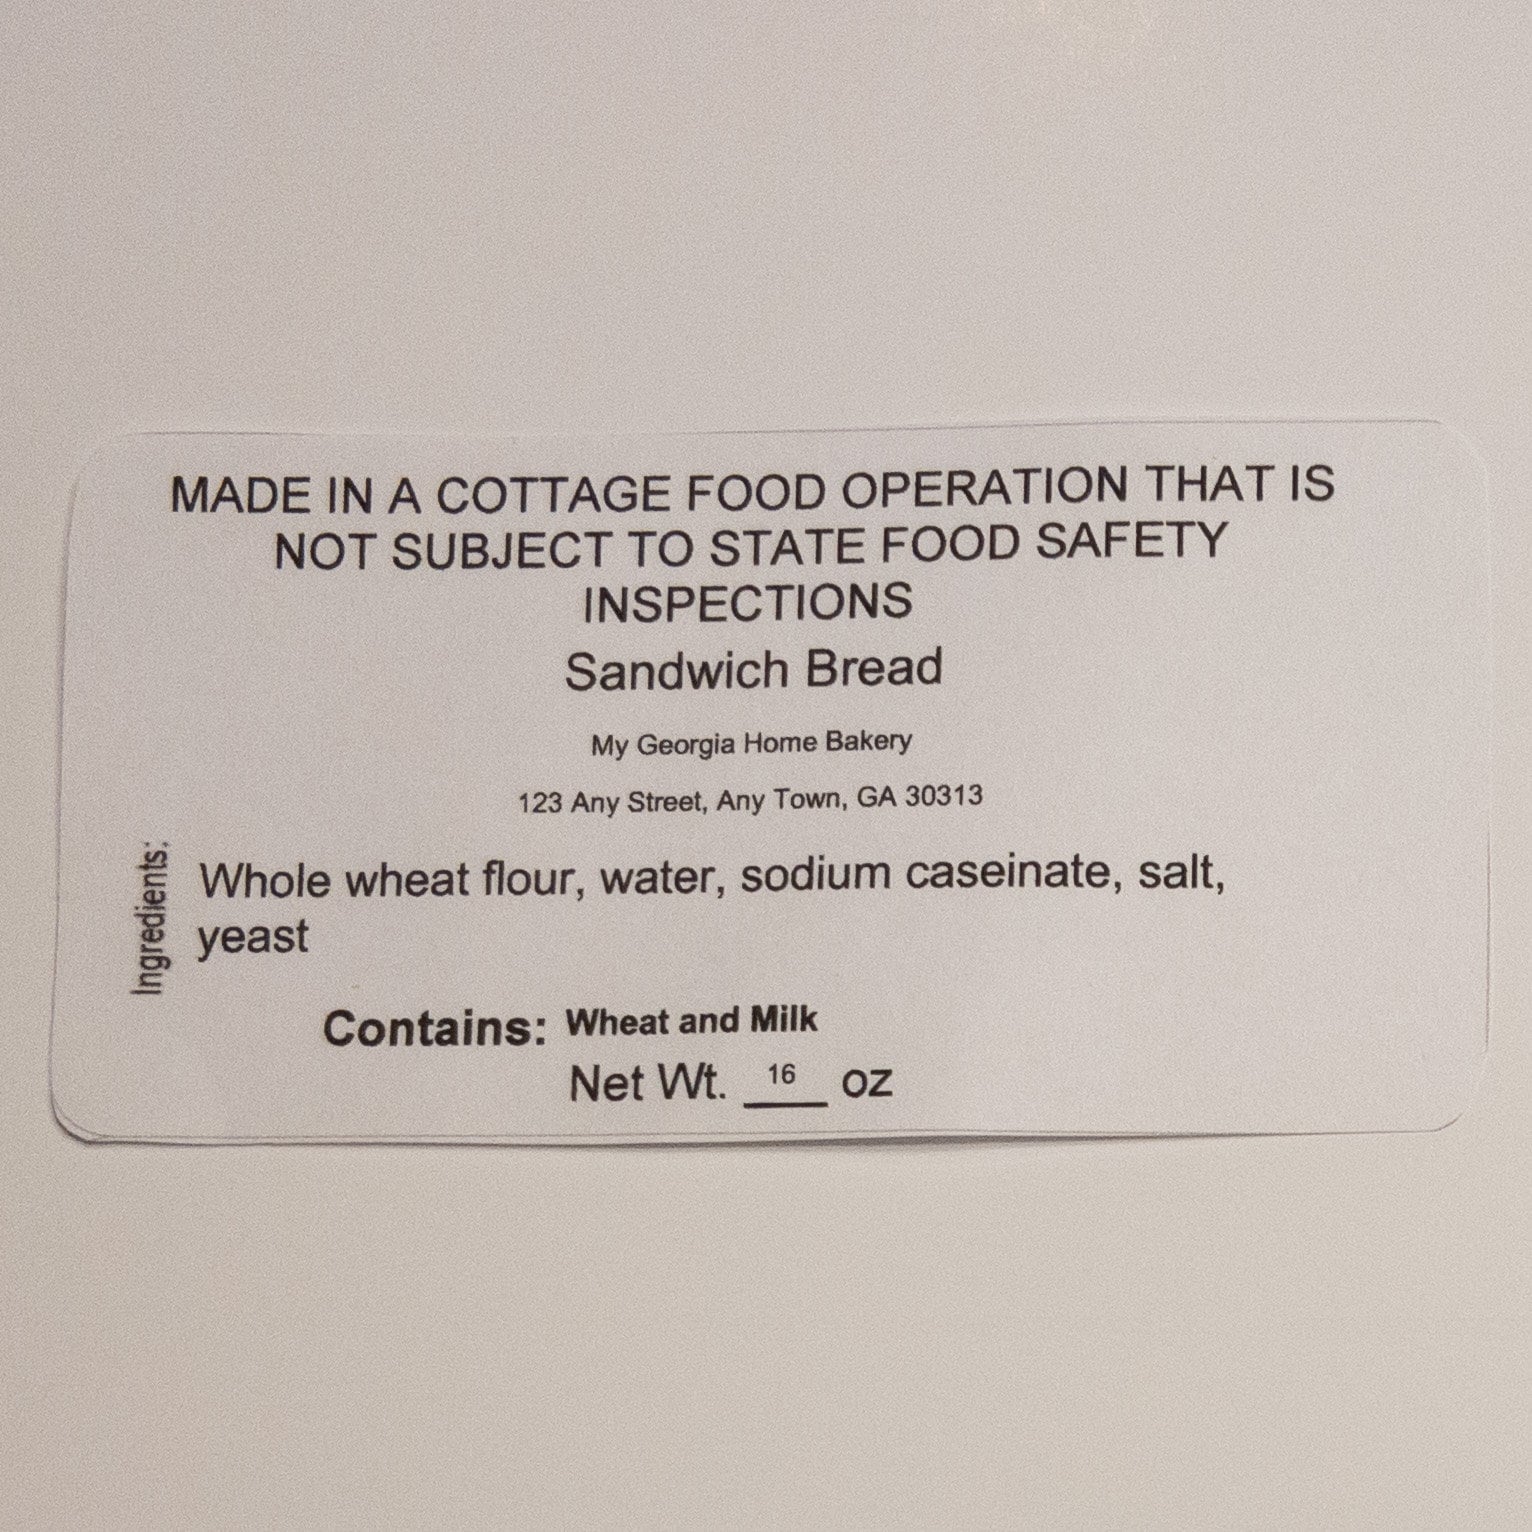 MADE IN A COTTAGE FOOD OPERATION THAT IS
NOT SUBJECT TO STATE FOOD SAFETY
INSPECTIONS
Sandwich Bread
My Georgia Home Bakery
123 Any Street, Any Town, GA 30313
Ingredients:
Whole wheat flour, water, sodium caseinate, salt,
yeast
Contains: Wheat and Milk
Net Wt. 16 oz